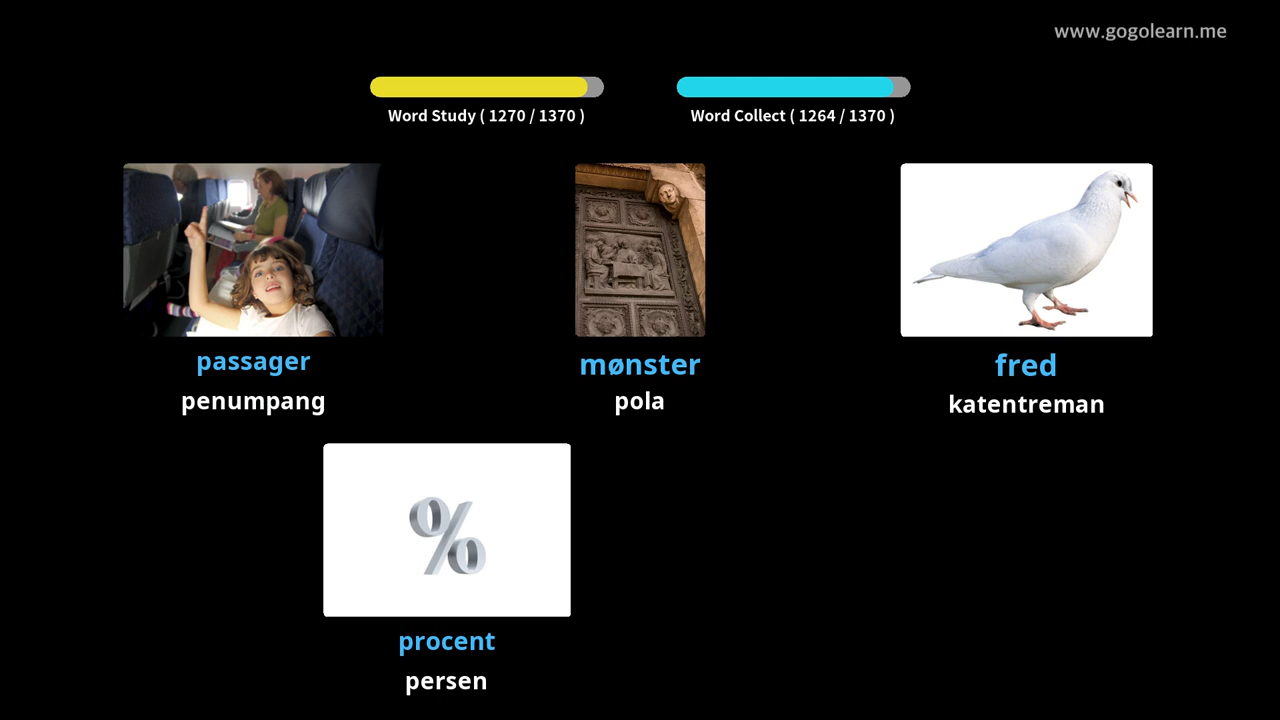 www.gogolearn.me
Word Study ( 1270 / 1370 )
Word Collect ( 1264 / 1370 )
passager
penumpang
mønster
pola
fred
katentreman
%
procent
persen